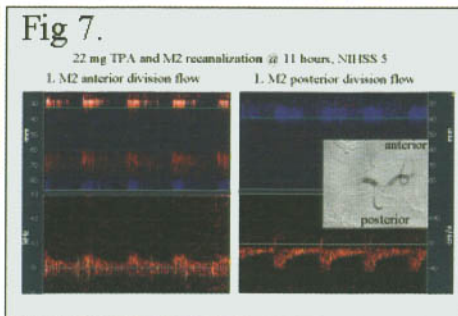 Fig 7.
22 mg TPA and M2 recanalization @ 11 hours, NIHSS 5
1. M2 anterior division flow
1. M2 posterior division flow
anterior
posterior